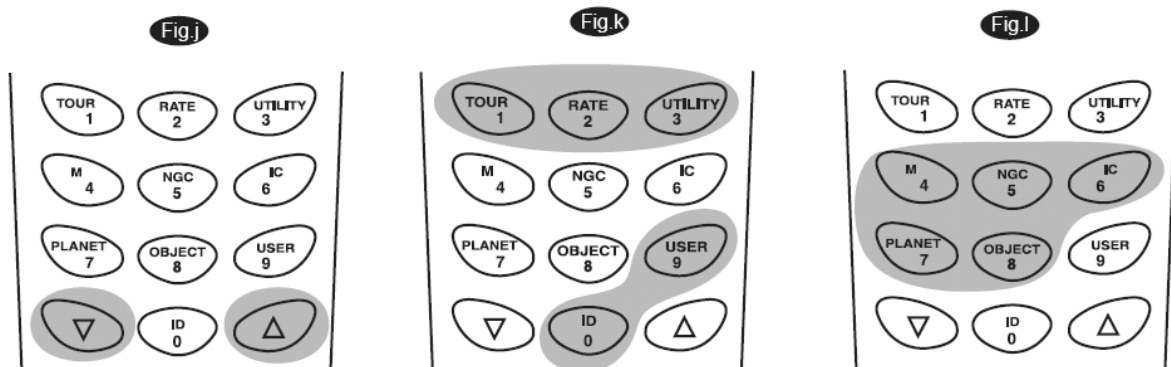 Fig.j
TOUR
1
RATE
2
UTILITY
3
M
4
NGC
5
IC
6
PLANET
7
OBJECT
8
USER
9
ID
0
Fig.k
TOUR
1
RATE
2
UTILITY
3
M
4
NGC
5
IC
6
PLANET
7
OBJECT
8
USER
9
ID
0
Fig.l
TOUR
1
RATE
2
UTILITY
3
M
4
NGC
5
IC
6
PLANET
7
OBJECT
8
USER
9
ID
0